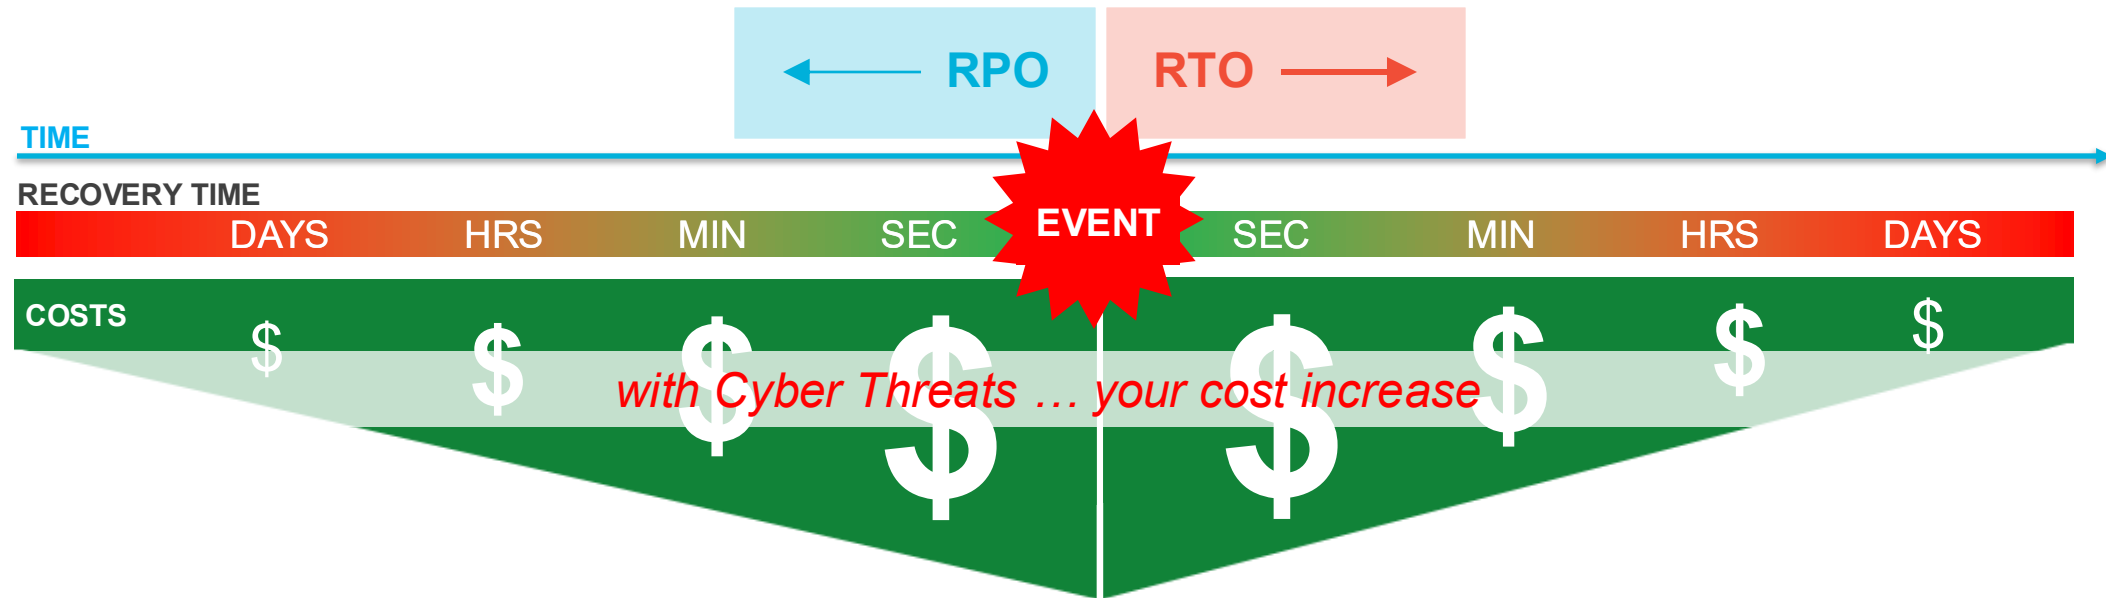 RPO RTO
TIME
RECOVERY TIME
DAYS HRS MIN SEC EVENT SEC MIN HRS DAYS
COSTS
$ $ $ $ $ $ $ $
with Cyber Threats … your cost increase